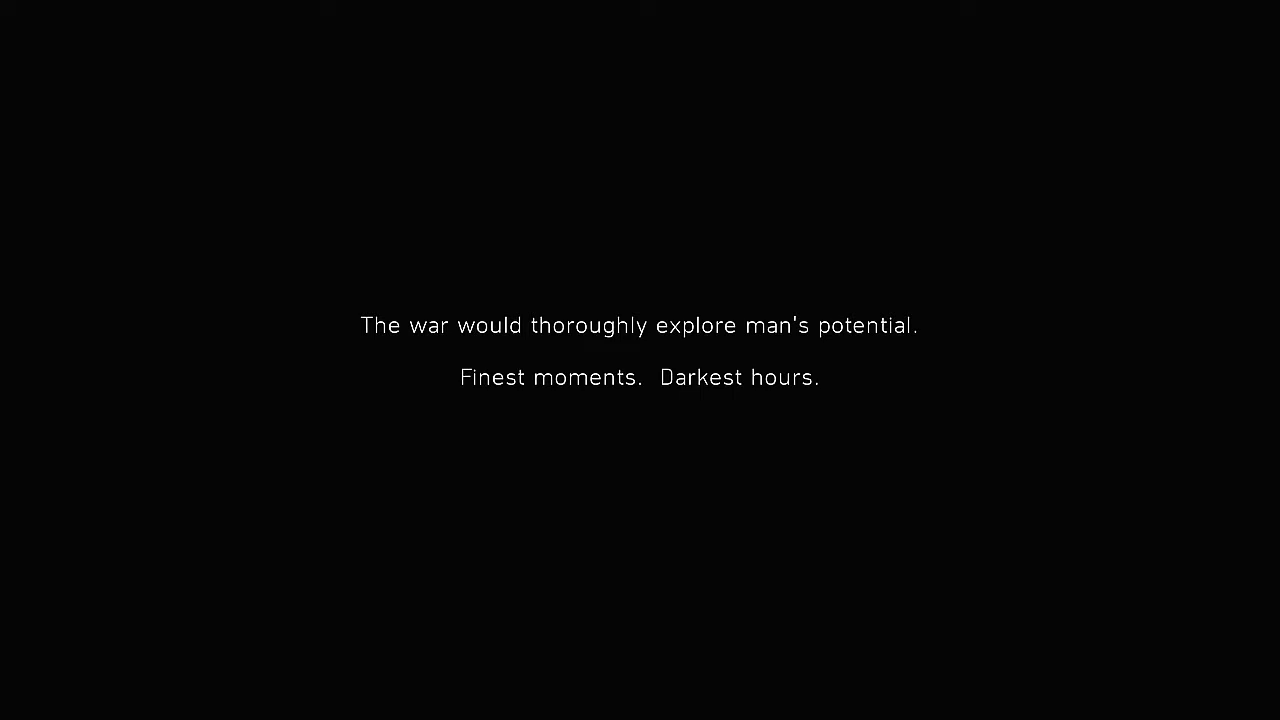 The war would thoroughly explore man's potential.
Finest moments.  Darkest hours.